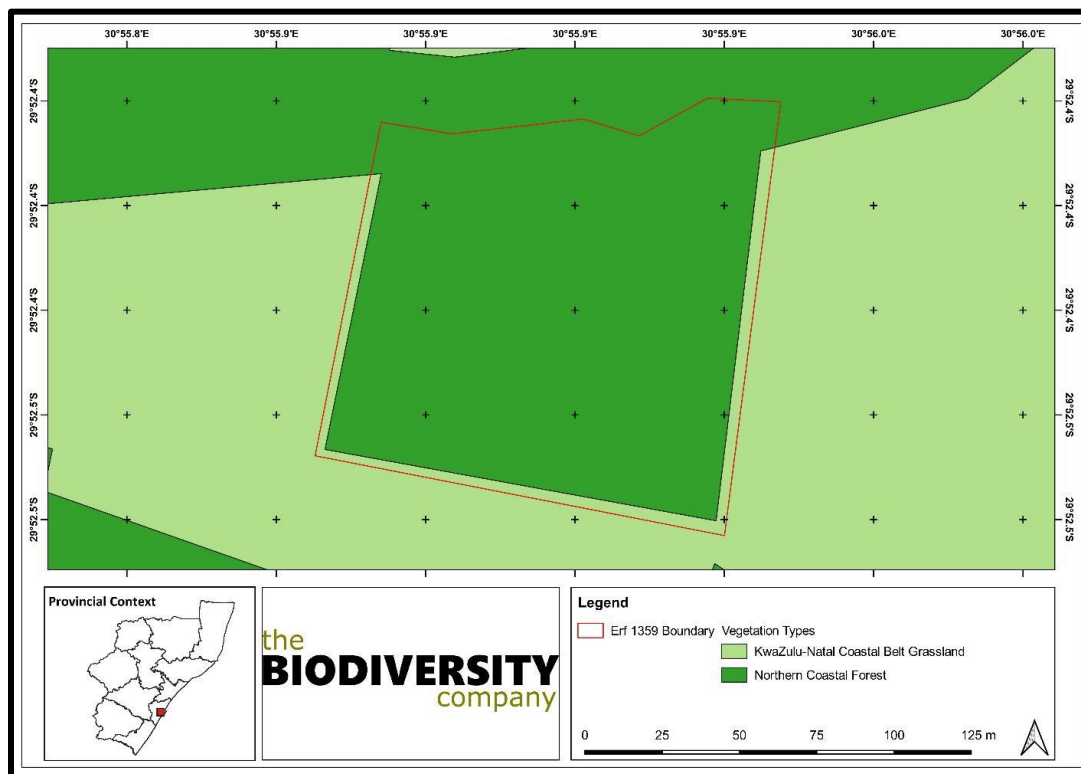 30°55.8'E 30°55.9'E 30°55.9'E 30°55.9'E 30°55.9'E 30°56.0'E 30°56.0'E
29°52.4'S 29°52.4'S
29°52.4'S 29°52.4'S
29°52.4'S 29°52.4'S
29°52.5'S 29°52.5'S
29°52.5'S 29°52.5'S
Provincial Context
the
BIODIVERSITY
company
Legend
Erf 1359 Boundary Vegetation Types
KwaZulu-Natal Coastal Belt Grassland
Northern Coastal Forest
0 25 50 75 100 125 m